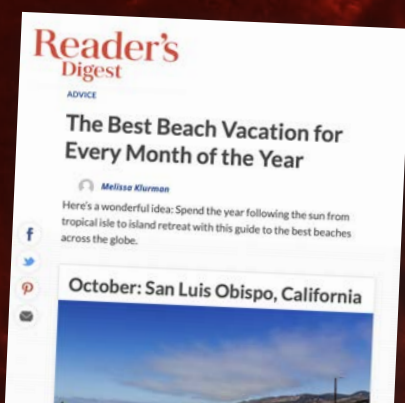 Reader's
Digest
ADVICE
The Best Beach Vacation for
Every Month of the Year
Melissa Klurman
Here's a wonderful idea: Spend the year following the sun from
tropical isle to island retreat with this guide to the best beaches
across the globe.
October: San Luis Obispo, California